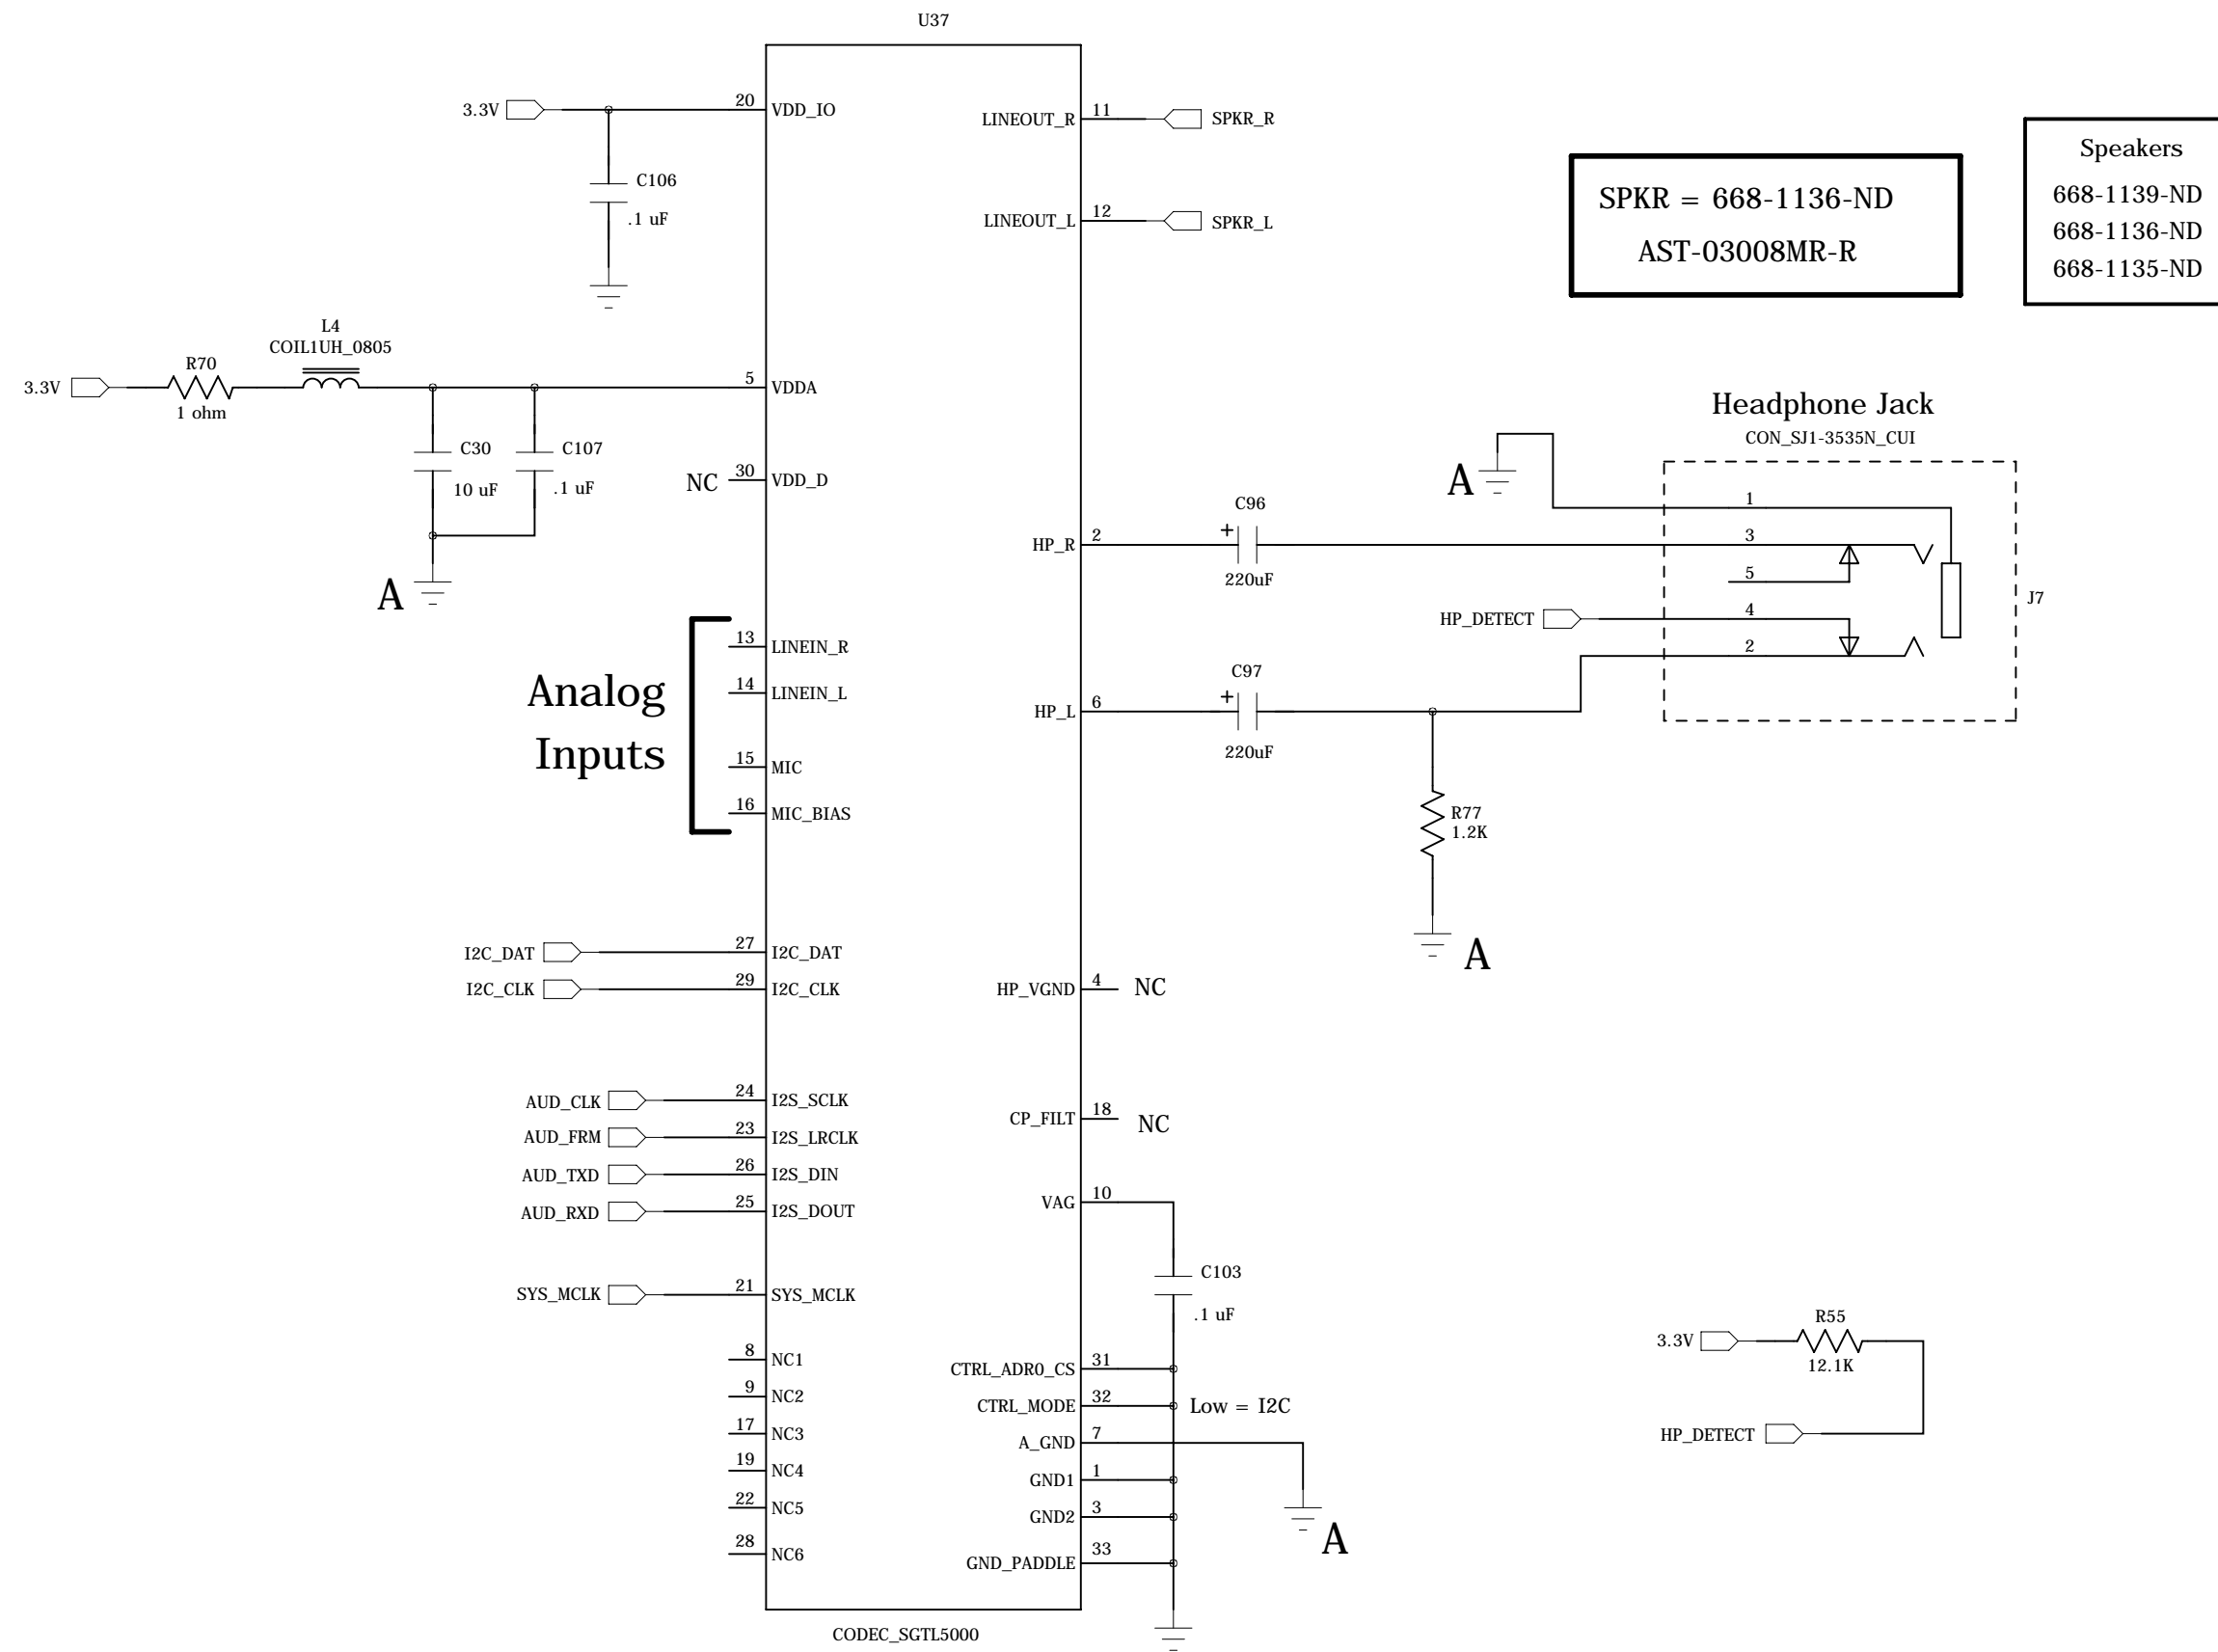 U37
20
3.3V
VDD_IO
11
LINEOUT_R
SPKR_R
C106
.1 uF
12
LINEOUT_L
SPKR_L
SPKR = 668-1136-ND
AST-03008MR-R
Speakers
668-1139-ND
668-1136-ND
668-1135-ND
L4
COIL1UH_0805
R70
3.3V
1 ohm
5
VDDA
C30
10 uF
C107
.1 uF
NC
30
VDD_D
A
Headphone Jack
CON_SJ1-3535N_CUI
A
1
C96
+
HP_R
2
220uF
3
5
HP_DETECT
4
J7
2
C97
+
HP_L
6
220uF
R77
1.2K
A
Analog
Inputs
13
LINEIN_R
14
LINEIN_L
15
MIC
16
MIC_BIAS
I2C_DAT
27
I2C_DAT
I2C_CLK
29
I2C_CLK
HP_VGND
4
NC
AUD_CLK
24
I2S_SCLK
AUD_FRM
23
I2S_LRCLK
AUD_TXD
26
I2S_DIN
AUD_RXD
25
I2S_DOUT
CP_FILT
18
NC
VAG
10
C103
.1 uF
SYS_MCLK
21
SYS_MCLK
8
NC1
9
NC2
17
NC3
19
NC4
22
NC5
28
NC6
CTRL_ADR0_CS
31
CTRL_MODE
32
Low = I2C
A_GND
7
GND1
1
GND2
3
GND_PADDLE
33
A
R55
3.3V
12.1K
HP_DETECT
CODEC_SGTL5000